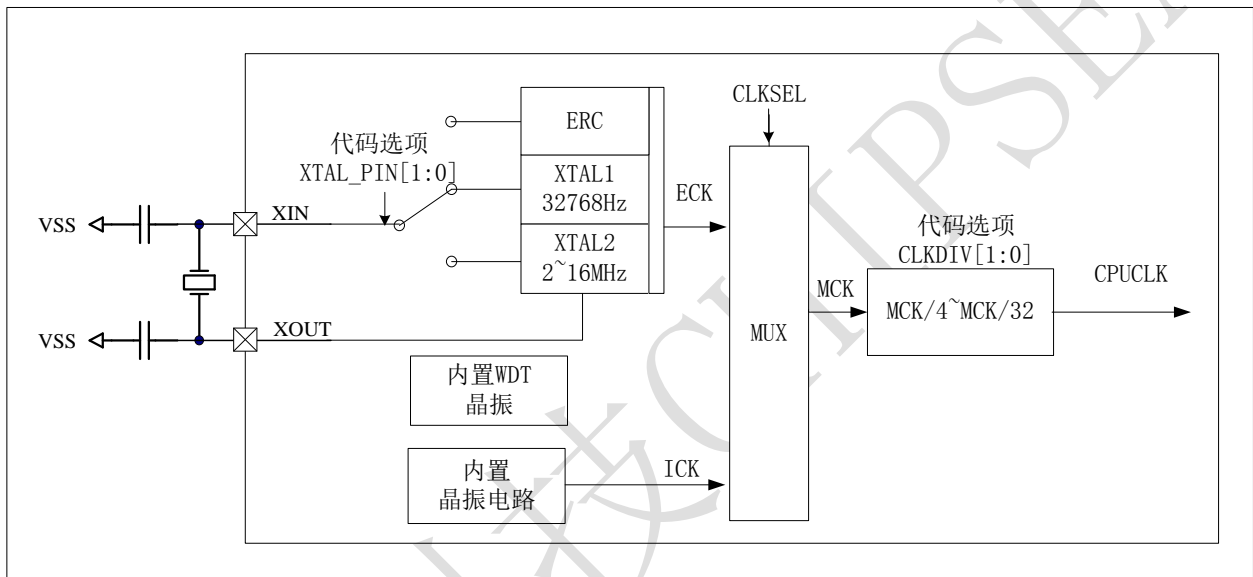 CLKSEL
ERC
代码选项
XTAL_PIN[1:0]
XTAL1
32768Hz
ECK
VSS
XIN
XTAL2
2~16MHz
代码选项
CLKDIV[1:0]
MCK
CPUCLK
MCK/4~MCK/32
VSS
XOUT
MUX
内置WDT
晶振
内置
晶振电路
ICK